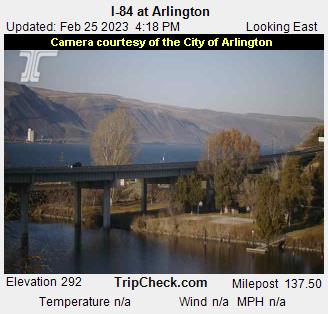 I-84 at Arlington
Updated: Feb 25 2023 4:18 PM Looking East
Camera courtesy of the City of Arlington
Elevation 292 TripCheck.com Milepost 137.50
Temperature n/a Wind n/a MPH n/a